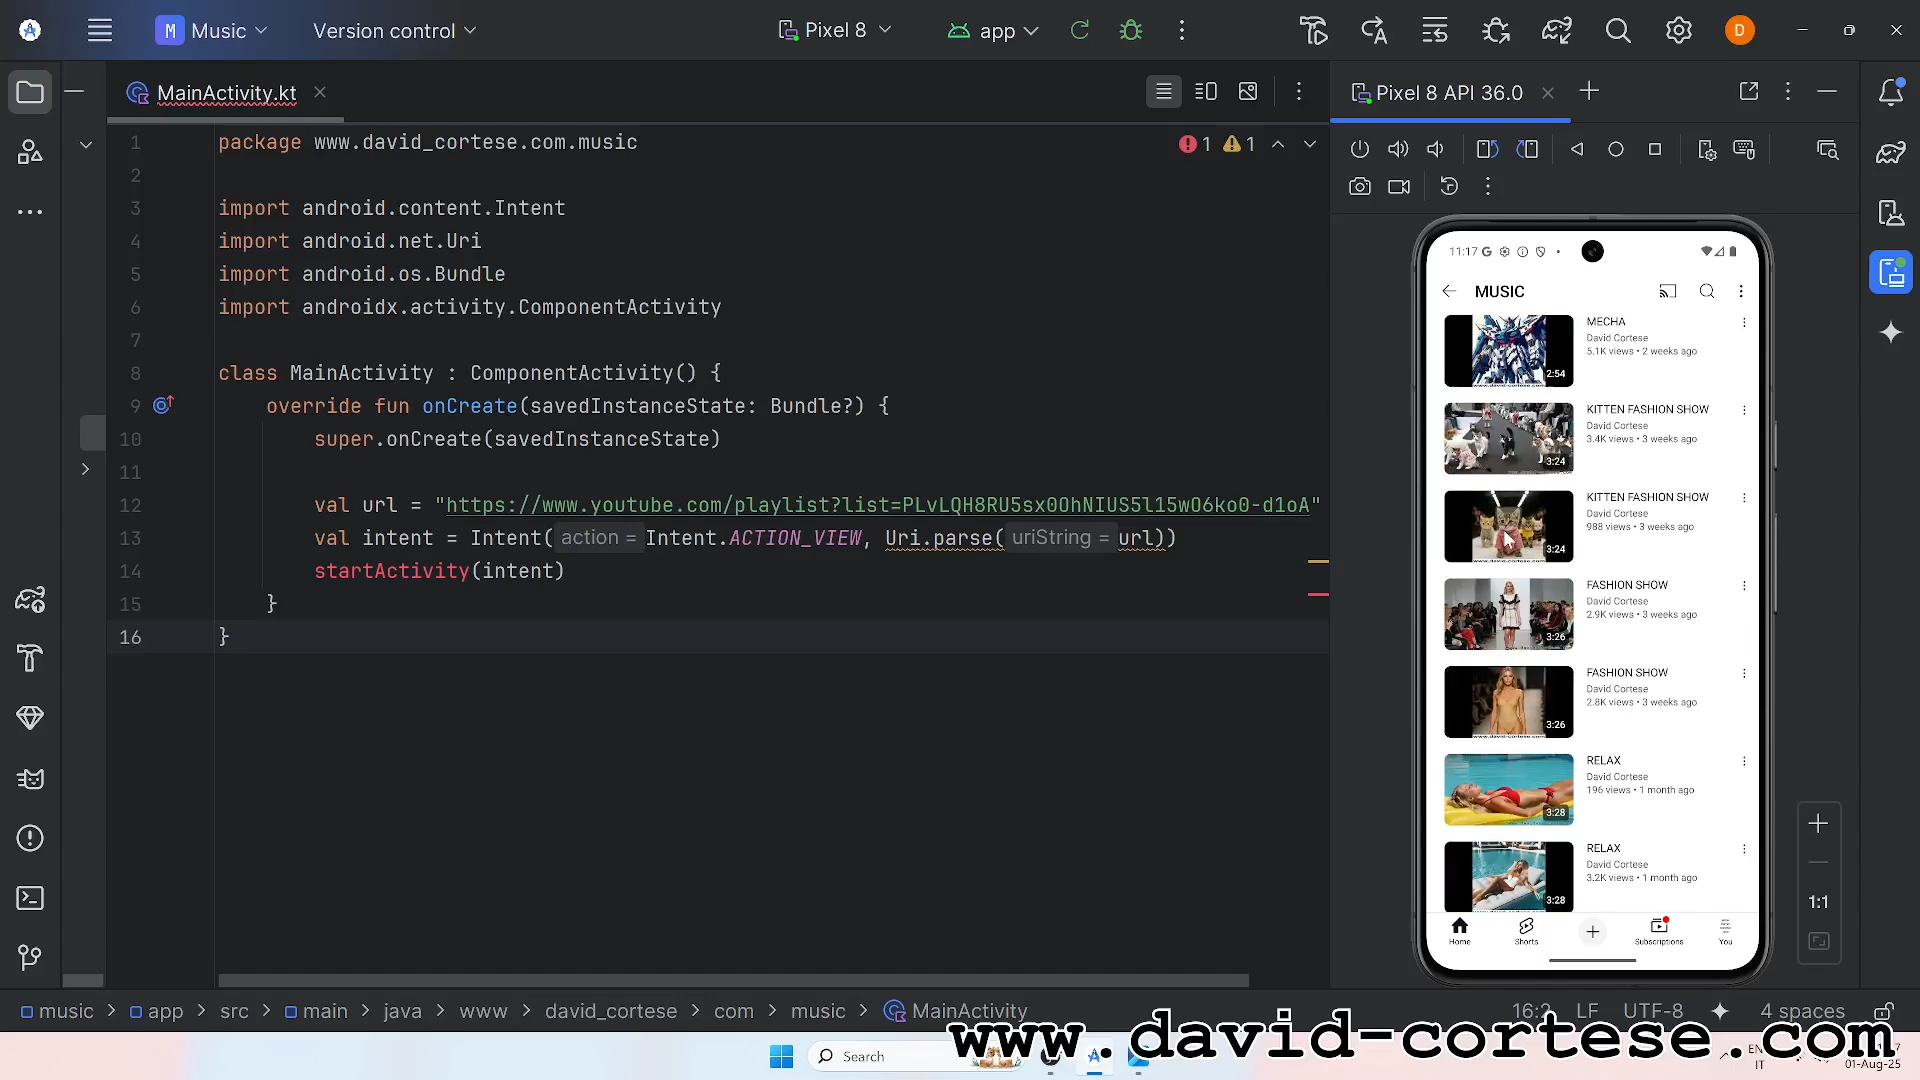 M Music
Version control
Pixel 8
app
D
MainActivity.kt
1 1
Pixel 8 API 36.0
1 package www.david_cortese.com.music
2
3 import android.content.Intent
4 import android.net.Uri
5 import android.os.Bundle
6 import androidx.activity.ComponentActivity
7
8 class MainActivity : ComponentActivity() {
9 override fun onCreate(savedInstanceState: Bundle?) {
10 super.onCreate(savedInstanceState)
11
12 val url = "https://www.youtube.com/playlist?list=PLvLQH8RU5sx0OhNIUS5l15wO6ko0-d1oA"
13 val intent = Intent( action = Intent.ACTION_VIEW, Uri.parse( uriString = url))
14 startActivity(intent)
15 }
16 }
11:17
MUSIC
MECHA
David Cortese
5.1K views • 2 weeks ago
2:54
KITTEN FASHION SHOW
David Cortese
3.4K views • 3 weeks ago
3:24
KITTEN FASHION SHOW
David Cortese
988 views • 3 weeks ago
3:24
FASHION SHOW
David Cortese
2.9K views • 3 weeks ago
3:26
FASHION SHOW
David Cortese
2.8K views • 3 weeks ago
3:26
RELAX
David Cortese
196 views • 1 month ago
3:28
RELAX
David Cortese
3.2K views • 1 month ago
3:28
Home
Shorts
Subscriptions
You
1:1
music > app > src > main > java > www > david_cortese > com > music > MainActivity
16:2 LF UTF-8 4 spaces
www.david-cortese.com
Search
IT
01-Aug-25